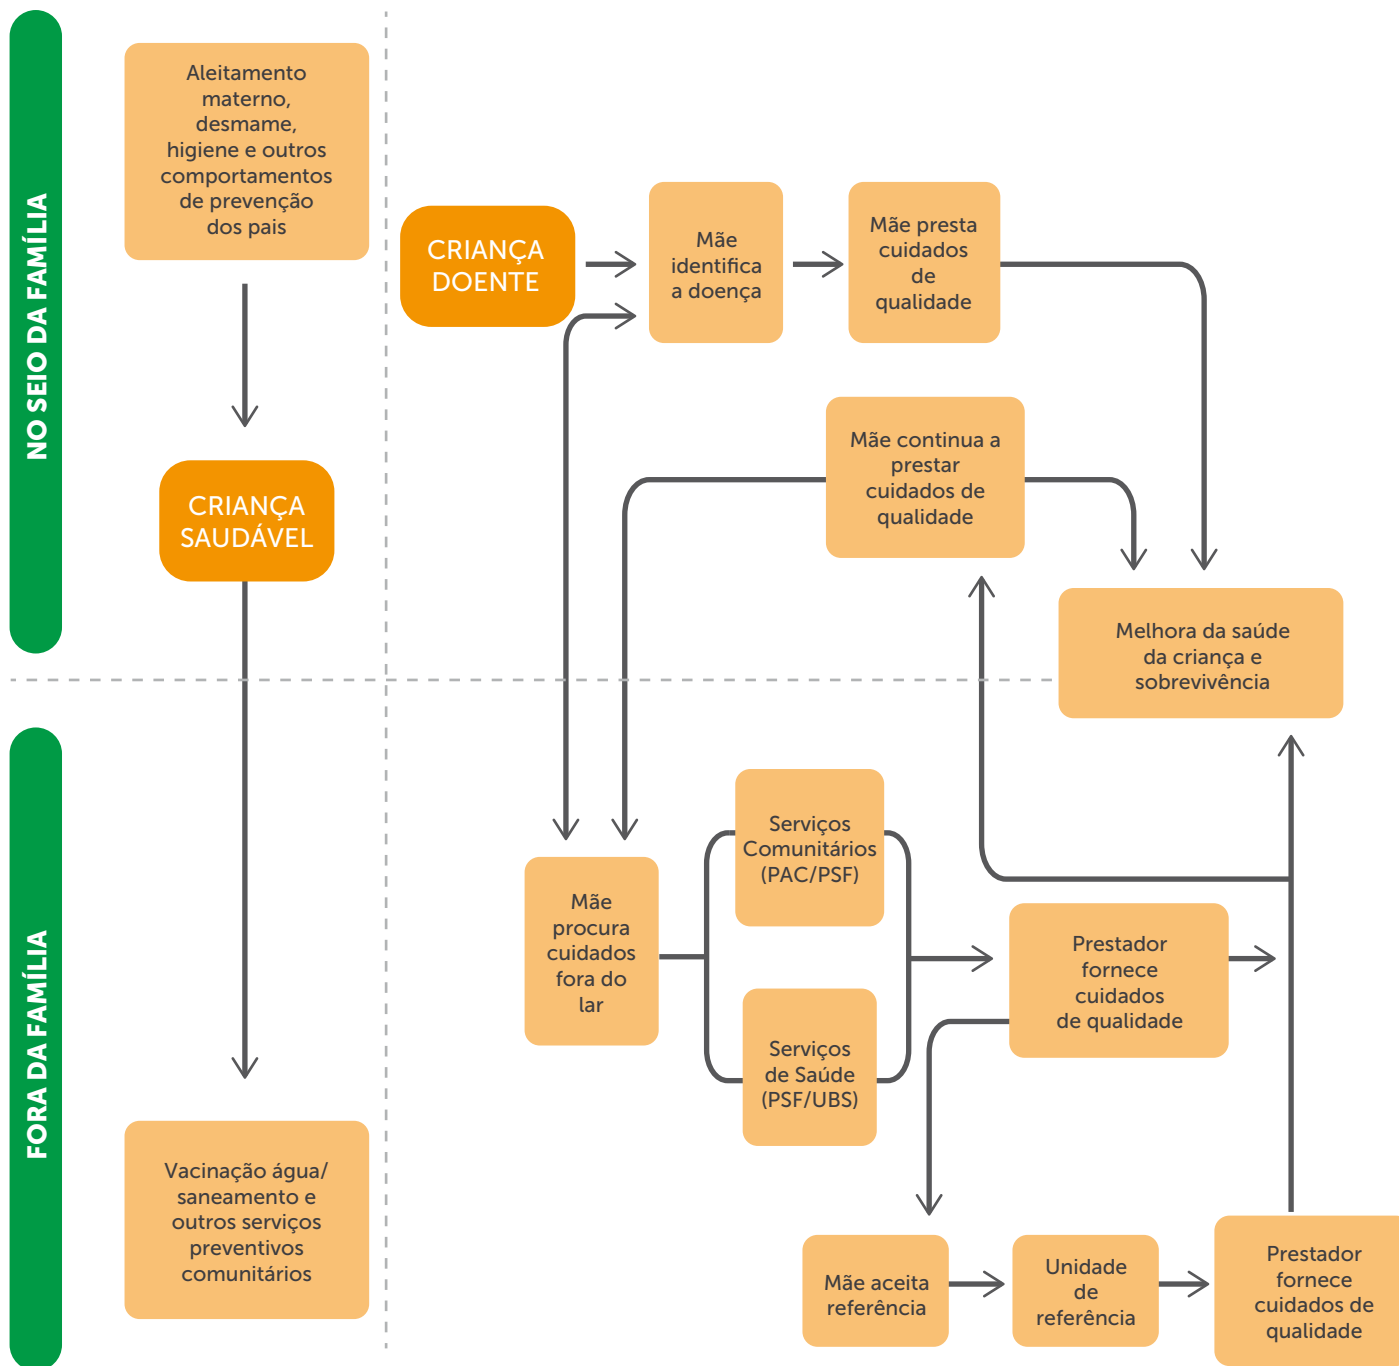 NO SEIO DA FAMÍLIA
Aleitamento
materno,
desmame,
higiene e outros
comportamentos
de prevenção
dos pais
CRIANÇA
SAUDÁVEL
CRIANÇA
DOENTE
Mãe
identifica
a doença
Mãe presta
cuidados
de
qualidade
Mãe continua a
prestar
cuidados de
qualidade
Melhora da saúde
da criança e
sobrevivência
FORA DA FAMÍLIA
Vacinação água/
saneamento e
outros serviços
preventivos
comunitários
Mãe
procura
cuidados
fora do
lar
Serviços
Comunitários
(PAC/PSF)
Serviços
de Saúde
(PSF/UBS)
Prestador
fornece
cuidados
de qualidade
Mãe aceita
referência
Unidade
de
referência
Prestador
fornece
cuidados de
qualidade